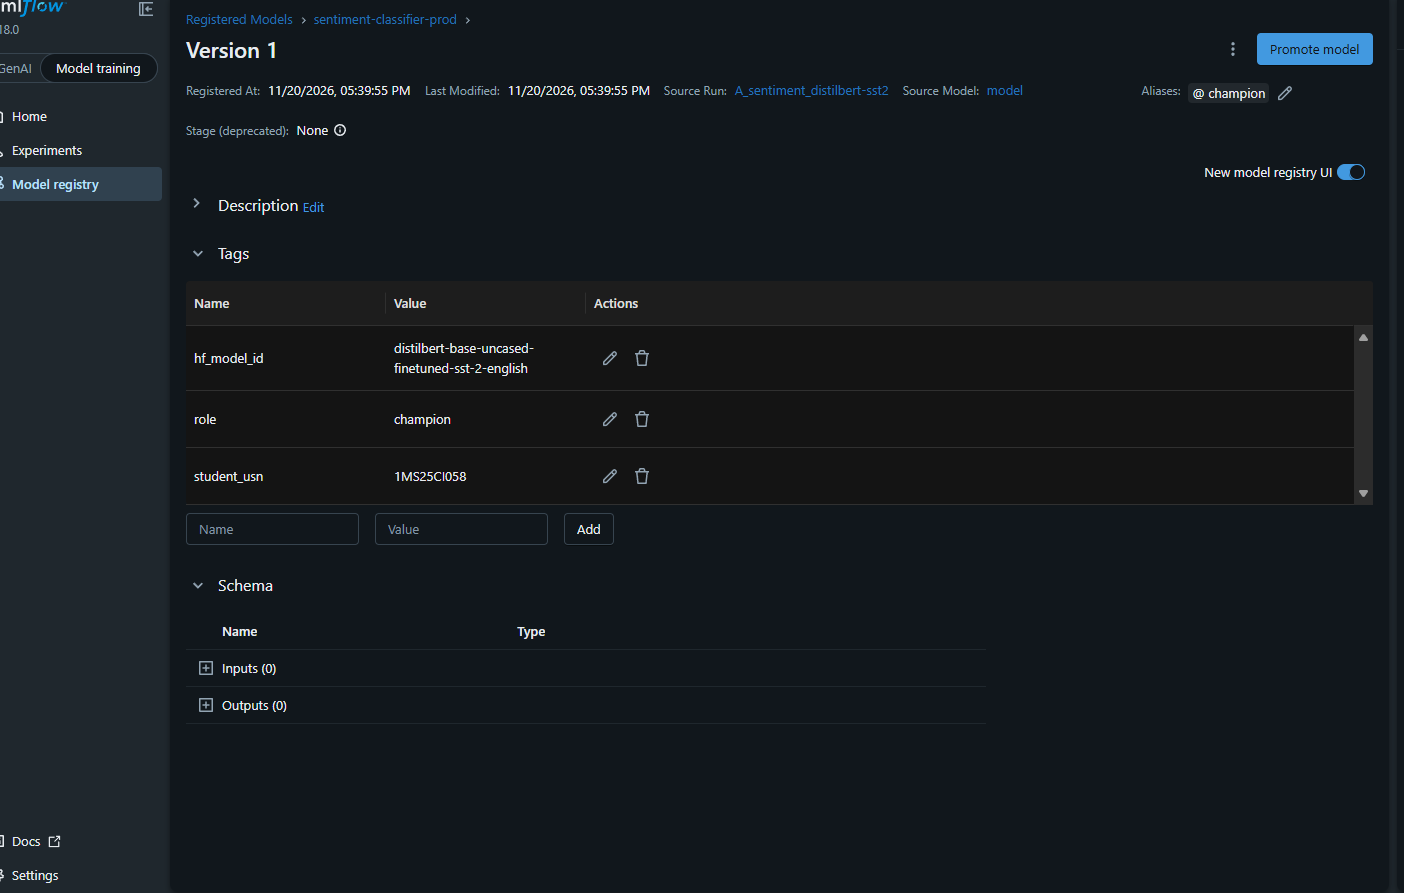 mlflow
18.0
GenAI
Model training
Home
Experiments
Model registry
Docs
Settings
Registered Models > sentiment-classifier-prod >
Version 1
Promote model
Registered At: 11/20/2026, 05:39:55 PM Last Modified: 11/20/2026, 05:39:55 PM Source Run: A_sentiment_distilbert-sst2 Source Model: model
Aliases: @ champion
Stage (deprecated): None
New model registry UI
Description Edit
Tags
Name Value Actions
hf_model_id distilbert-base-uncased-
finetuned-sst-2-english
role champion
student_usn 1MS25CI058
Name Value Add
Schema
Name Type
Inputs (0)
Outputs (0)